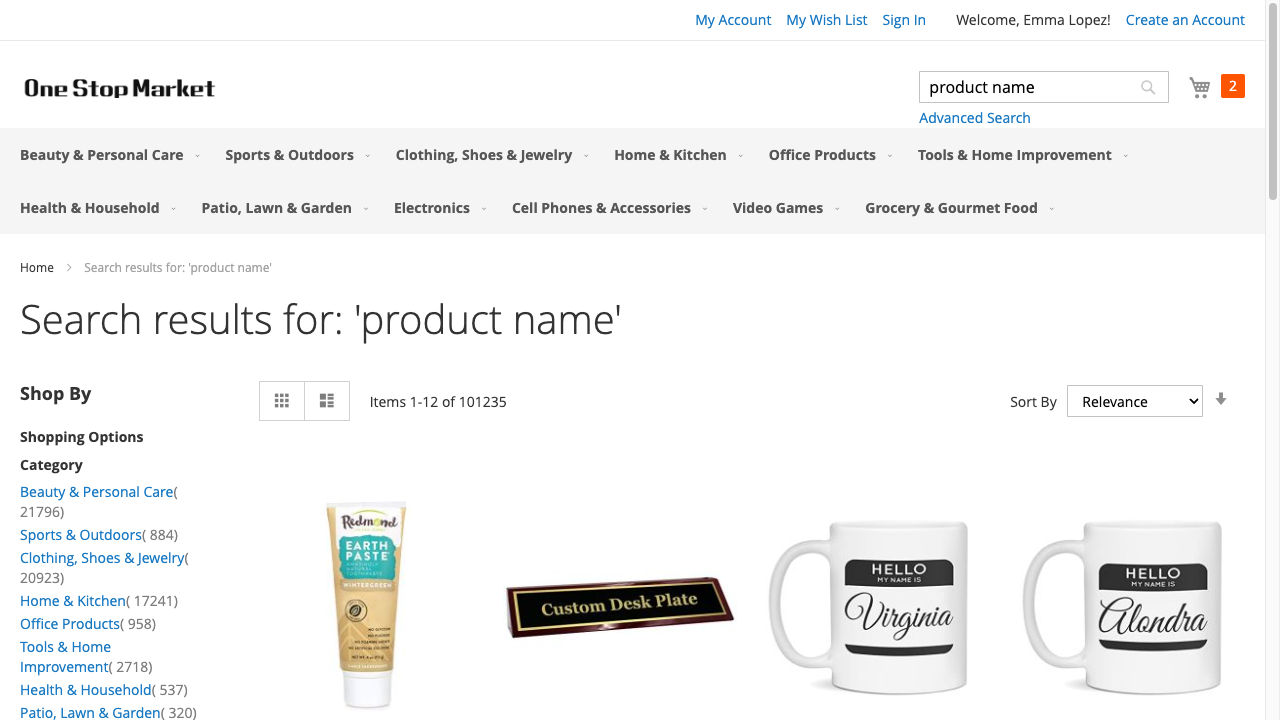 My Account My Wish List Sign In Welcome, Emma Lopez! Create an Account
One Stop Market
product name
2
Advanced Search
Beauty & Personal Care Sports & Outdoors Clothing, Shoes & Jewelry Home & Kitchen Office Products Tools & Home Improvement
Health & Household Patio, Lawn & Garden Electronics Cell Phones & Accessories Video Games Grocery & Gourmet Food
Home Search results for: 'product name'
Search results for: 'product name'
Shop By
Items 1-12 of 101235
Sort By Relevance
Shopping Options
Category
Beauty & Personal Care( 21796)
Sports & Outdoors( 884)
Clothing, Shoes & Jewelry( 20923)
Home & Kitchen( 17241)
Office Products( 958)
Tools & Home
Improvement( 2718)
Health & Household( 537)
Patio, Lawn & Garden( 320)
Redmond
EARTH
PASTE
WINTERGREEN
Custom Desk Plate
HELLO
MY NAME IS
Virginia
HELLO
MY NAME IS
Alondra